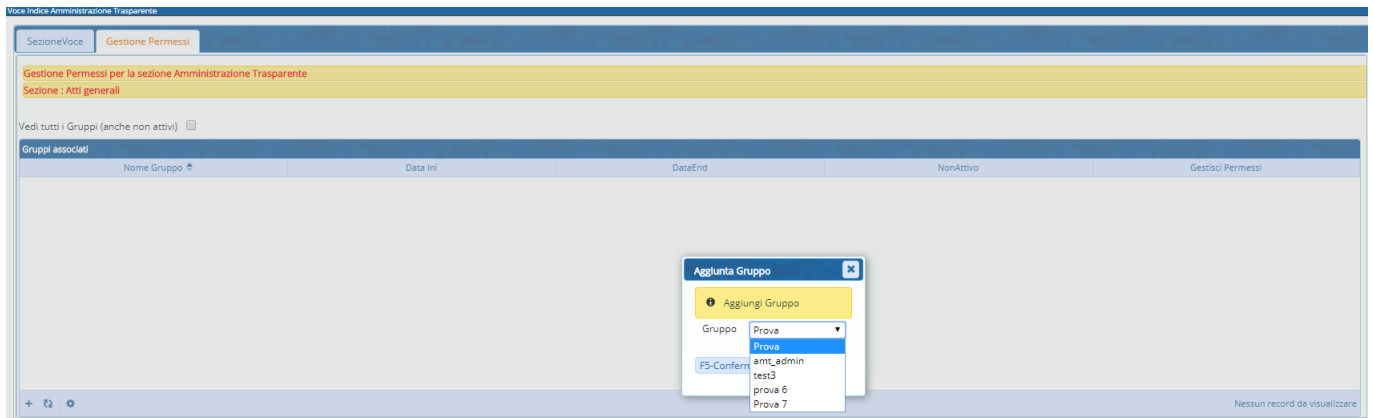 Voce Indice Amministrazione Trasparente
SezioneVoce Gestione Permessi
Gestione Permessi per la sezione Amministrazione Trasparente
Sezione : Atti generali
Vedi tutti i Gruppi (anche non attivi)
Gruppi associati
Nome Gruppo Data Ini DataEnd NonAttivo Gestisci Permessi
Aggiunta Gruppo
Aggiungi Gruppo
Gruppo Prova
Prova
F5-Conferm
amt_admin
test3
prova 6
Prova 7
Nessun record da visualizzare